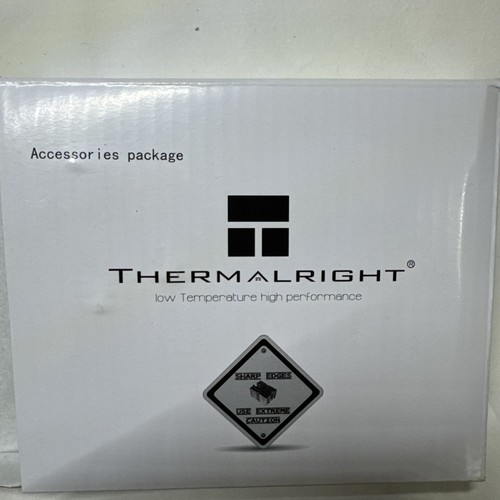 Accessories package
THERMALRIGHT®
low Temperature high performance
SHARP EDGES
USE EXTREME
CAUTION